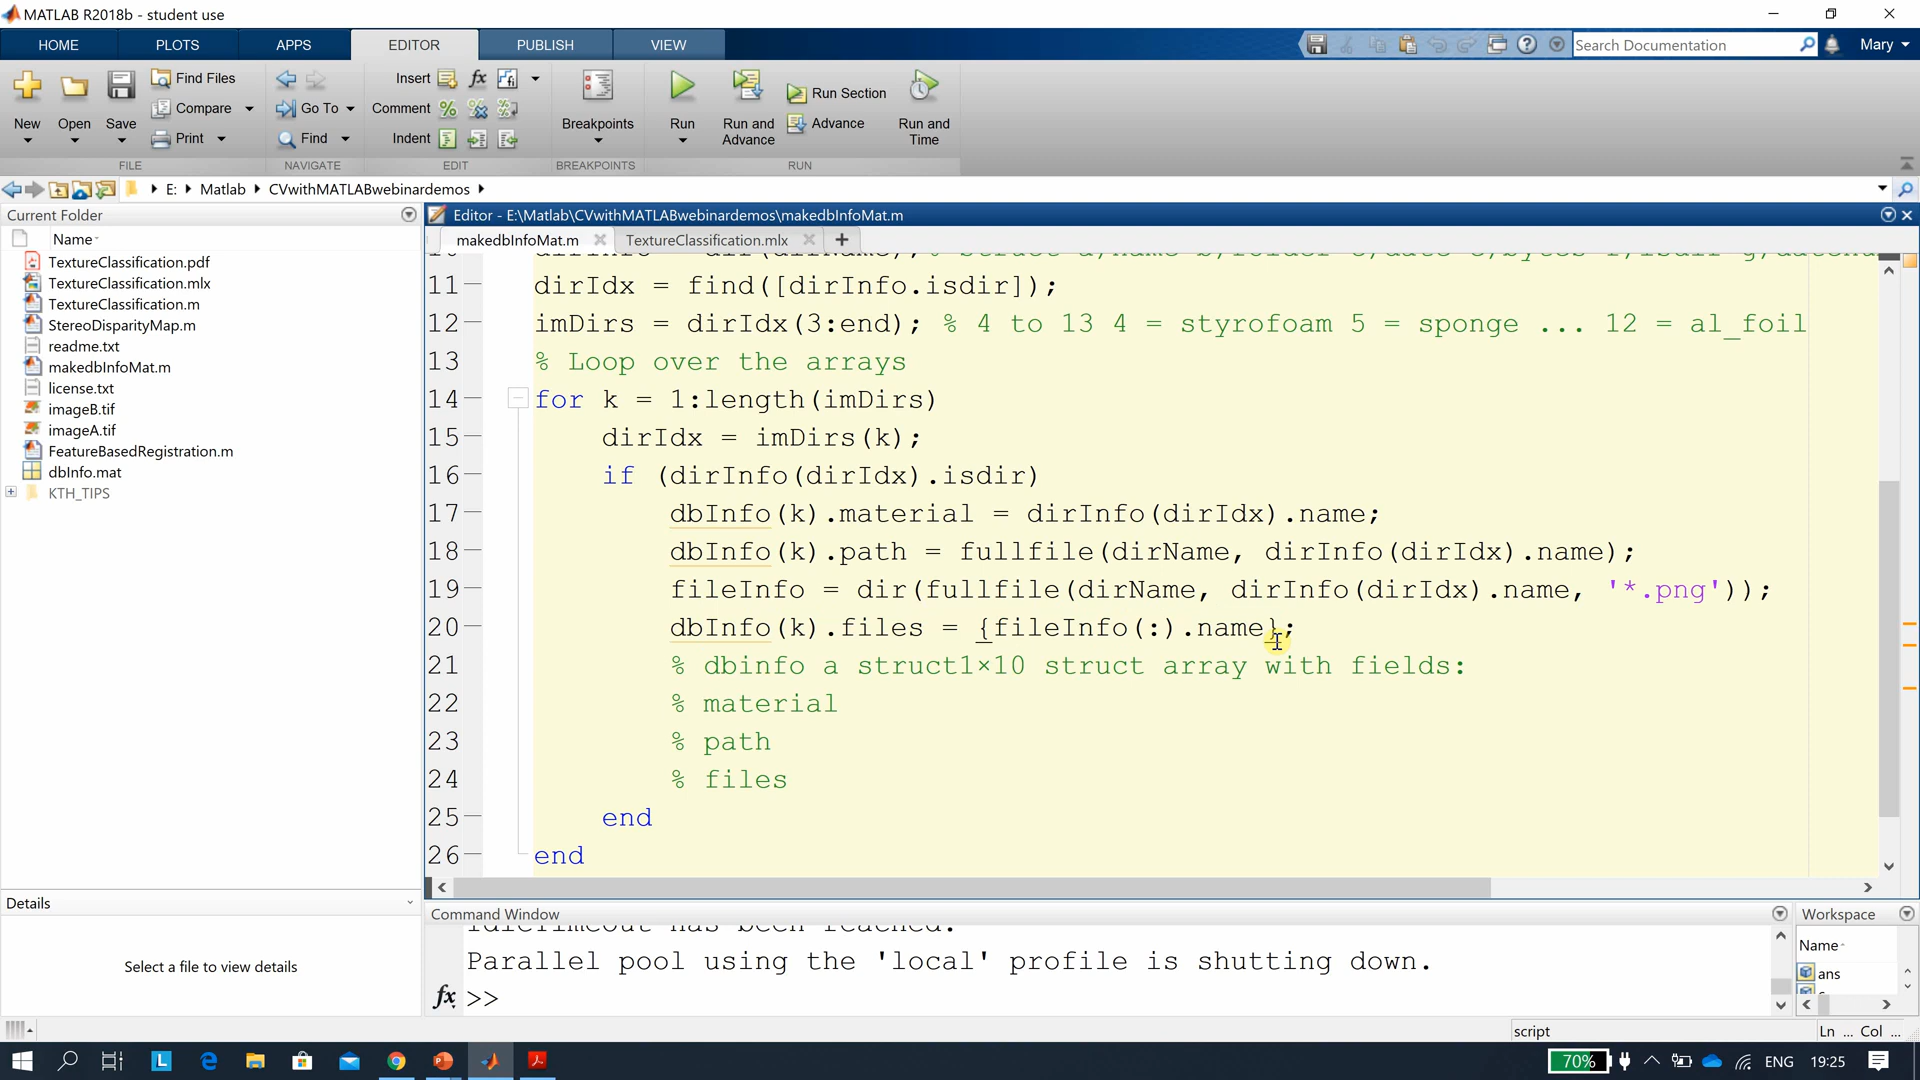 MATLAB R2018b - student use
HOME PLOTS APPS EDITOR PUBLISH VIEW
Search Documentation
Mary
New
Open
Save
Find Files
Compare
Print
FILE
Go To
Find
NAVIGATE
Insert
Comment
Indent
EDIT
Breakpoints
BREAKPOINTS
Run
Run and Advance
Run Section
Advance
Run and Time
RUN
E: Matlab CVwithMATLABwebinardemos
Current Folder
Name
TextureClassification.pdf
TextureClassification.mlx
TextureClassification.m
StereoDisparityMap.m
readme.txt
makedbInfoMat.m
license.txt
imageB.tif
imageA.tif
FeatureBasedRegistration.m
dbInfo.mat
KTH_TIPS
Details
Select a file to view details
Editor - E:\Matlab\CVwithMATLABwebinardemos\makedbInfoMat.m
makedbInfoMat.m TextureClassification.mlx
11 dirIdx = find([dirInfo.isdir]);
12 imDirs = dirIdx(3:end); % 4 to 13 4 = styrofoam 5 = sponge ... 12 = al_foil
13 % Loop over the arrays
14 for k = 1:length(imDirs)
15 dirIdx = imDirs(k);
16 if (dirInfo(dirIdx).isdir)
17 dbInfo(k).material = dirInfo(dirIdx).name;
18 dbInfo(k).path = fullfile(dirName, dirInfo(dirIdx).name);
19 fileInfo = dir(fullfile(dirName, dirInfo(dirIdx).name, '*.png'));
20 dbInfo(k).files = {fileInfo(:).name};
21 % dbinfo a struct1×10 struct array with fields:
22 % material
23 % path
24 % files
25 end
26 end
Command Window
Parallel pool using the 'local' profile is shutting down.
fx >>
Workspace
Name
ans
script
Ln ... Col ...
70%
ENG
19:25